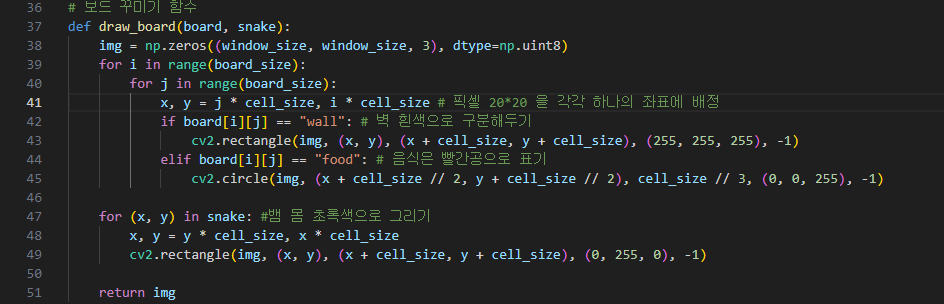 36 # 보드 꾸미기 함수
37 def draw_board(board, snake):
38     img = np.zeros((window_size, window_size, 3), dtype=np.uint8)
39     for i in range(board_size):
40         for j in range(board_size):
41             x, y = j * cell_size, i * cell_size # 픽셀 20*20 을 각각 하나의 좌표에 배정
42             if board[i][j] == "wall": # 벽 흰색으로 구분해두기
43                 cv2.rectangle(img, (x, y), (x + cell_size, y + cell_size), (255, 255, 255), -1)
44             elif board[i][j] == "food": # 음식은 빨간공으로 표기
45                 cv2.circle(img, (x + cell_size // 2, y + cell_size // 2), cell_size // 3, (0, 0, 255), -1)
46
47     for (x, y) in snake: #뱀 몸 초록색으로 그리기
48         x, y = y * cell_size, x * cell_size
49         cv2.rectangle(img, (x, y), (x + cell_size, y + cell_size), (0, 255, 0), -1)
50
51     return img